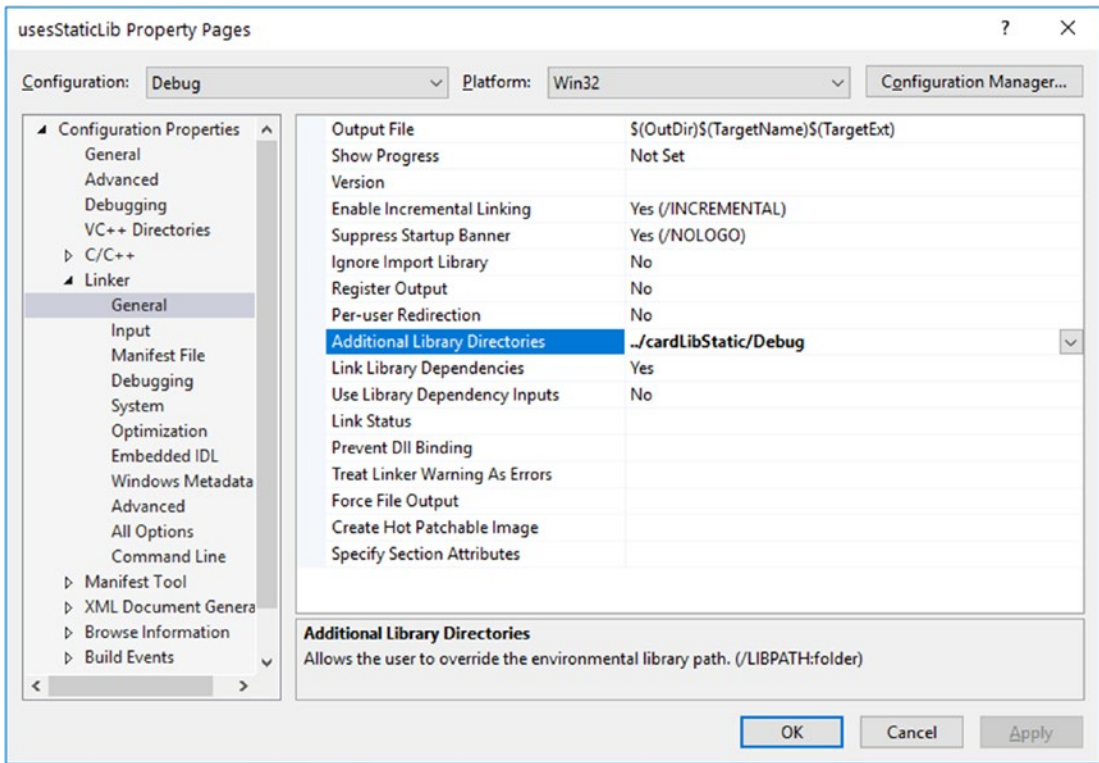 usesStaticLib Property Pages ? ×
Configuration: Debug Platform: Win32 Configuration Manager...
Configuration Properties
General
Advanced
Debugging
VC++ Directories
C/C++
Linker
General
Input
Manifest File
Debugging
System
Optimization
Embedded IDL
Windows Metadata
Advanced
All Options
Command Line
Manifest Tool
XML Document Genera
Browse Information
Build Events
Output File $(OutDir)$(TargetName)$(TargetExt)
Show Progress Not Set
Version
Enable Incremental Linking Yes (/INCREMENTAL)
Suppress Startup Banner Yes (/NOLOGO)
Ignore Import Library No
Register Output No
Per-user Redirection No
Additional Library Directories ../cardLibStatic/Debug
Link Library Dependencies Yes
Use Library Dependency Inputs No
Link Status
Prevent Dll Binding
Treat Linker Warning As Errors
Force File Output
Create Hot Patchable Image
Specify Section Attributes
Additional Library Directories
Allows the user to override the environmental library path. (/LIBPATH:folder)
OK Cancel Apply